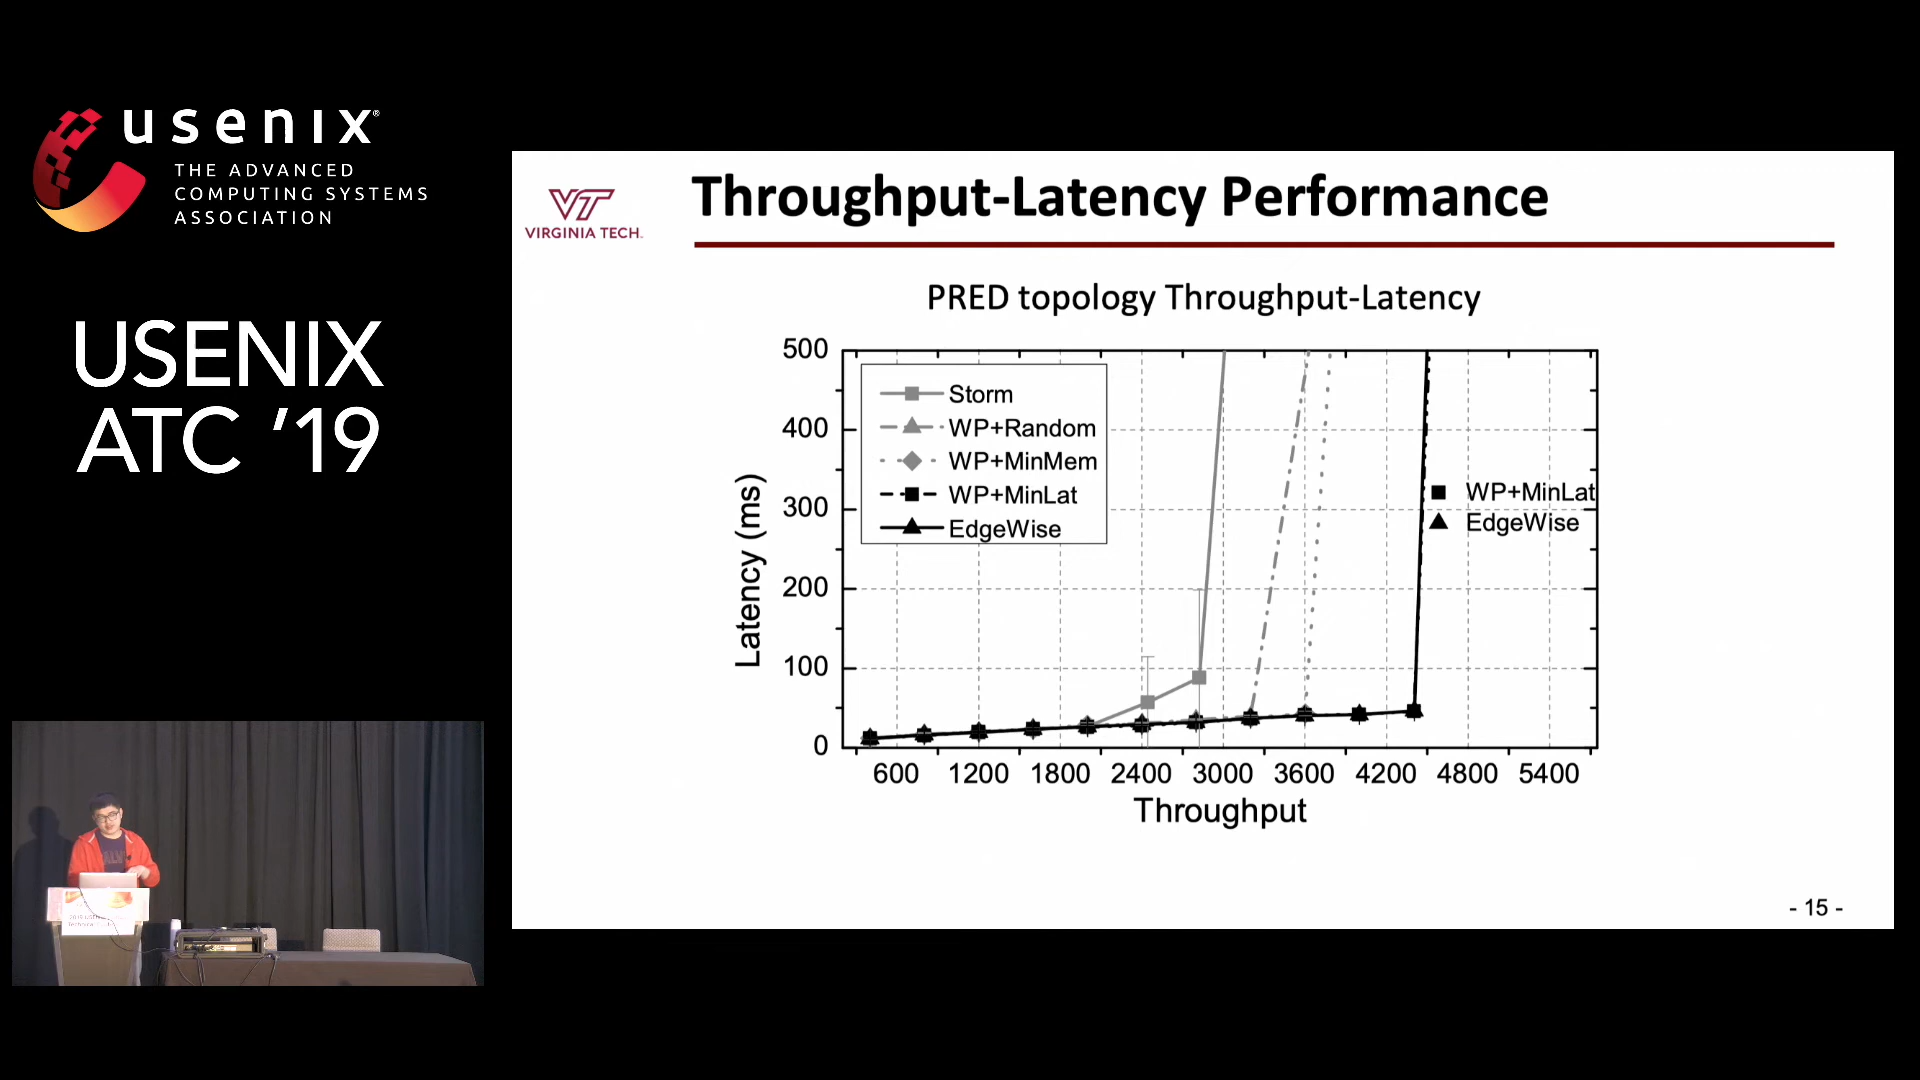 usenix®
THE ADVANCED
COMPUTING SYSTEMS
ASSOCIATION
USENIX
ATC ’19
VIRGINIA TECH.
Throughput-Latency Performance
PRED topology Throughput-Latency
500
400
300
200
100
0
Latency (ms)
Storm
WP+Random
WP+MinMem
WP+MinLat
EdgeWise
WP+MinLat
EdgeWise
600 1200 1800 2400 3000 3600 4200 4800 5400
Throughput
- 15 -